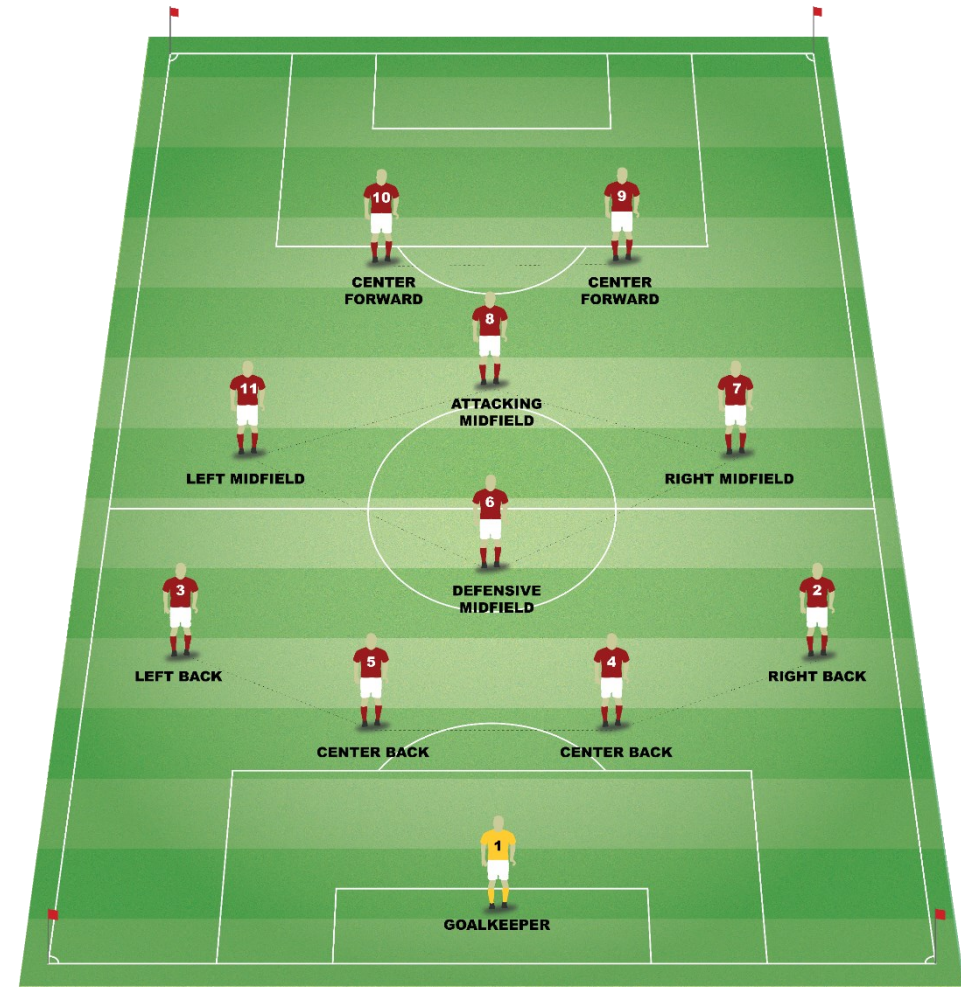 10
9
CENTER
FORWARD
CENTER
FORWARD
8
ATTACKING
MIDFIELD
11
7
LEFT MIDFIELD
RIGHT MIDFIELD
6
DEFENSIVE
MIDFIELD
3
2
LEFT BACK
RIGHT BACK
5
4
CENTER BACK
CENTER BACK
1
GOALKEEPER